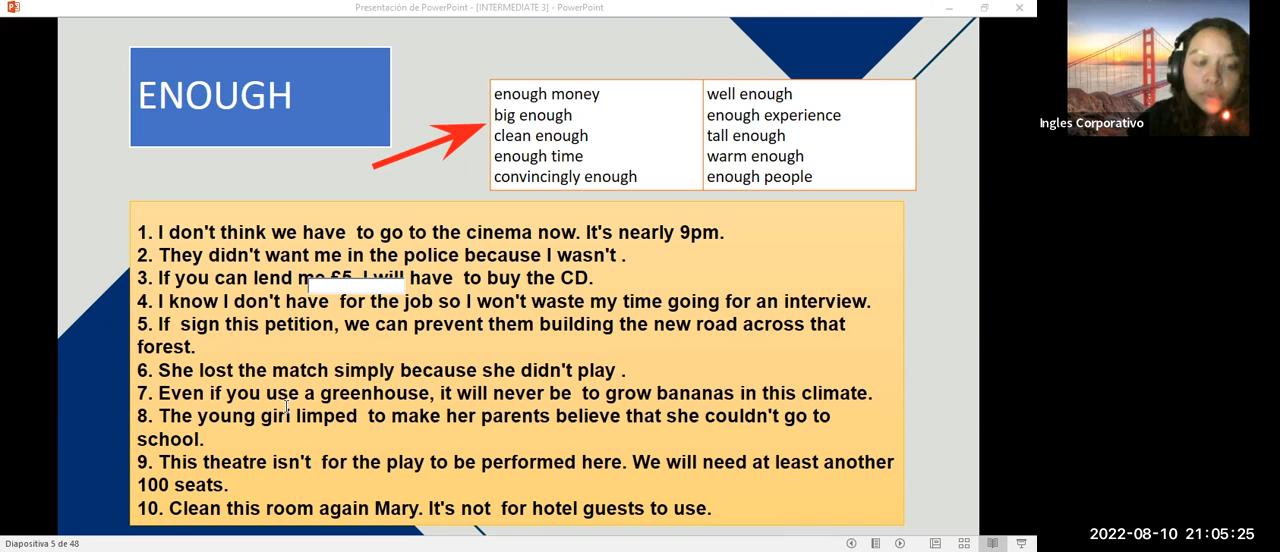 Presentación de PowerPoint - [INTERMEDIATE 3] - PowerPoint
ENOUGH
enough money
big enough
clean enough
enough time
convincingly enough
well enough
enough experience
tall enough
warm enough
enough people
Ingles Corporativo
1. I don't think we have  to go to the cinema now. It's nearly 9pm.
2. They didn't want me in the police because I wasn't .
3. If you can lend me £5, I will have  to buy the CD.
4. I know I don't have  for the job so I won't waste my time going for an interview.
5. If  sign this petition, we can prevent them building the new road across that
forest.
6. She lost the match simply because she didn't play .
7. Even if you use a greenhouse, it will never be  to grow bananas in this climate.
8. The young girl limped  to make her parents believe that she couldn't go to
school.
9. This theatre isn't  for the play to be performed here. We will need at least another
100 seats.
10. Clean this room again Mary. It's not  for hotel guests to use.
2022-08-10 21:05:25
Diapositiva 5 de 48